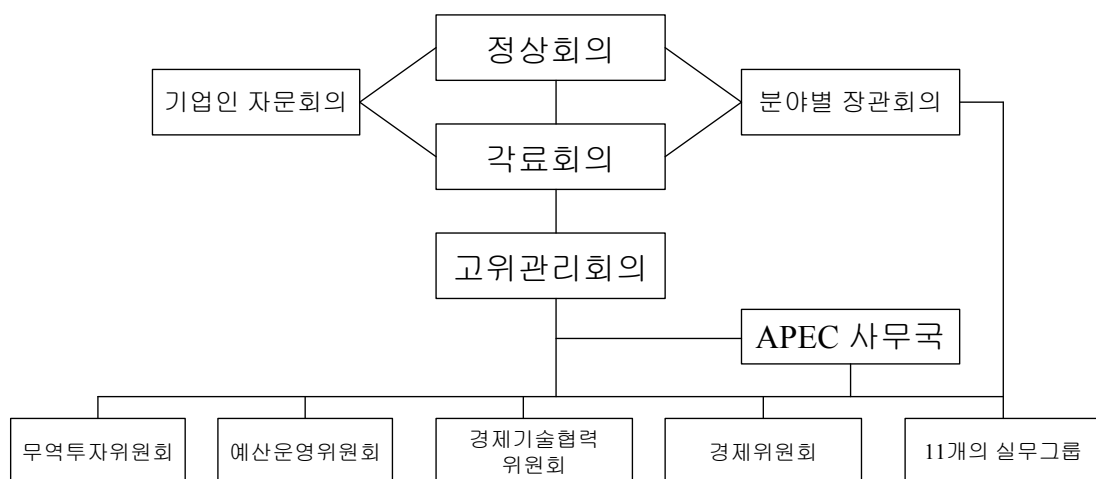 정상회의
기업인 자문회의
분야별 장관회의
각료회의
고위관리회의
APEC 사무국
무역투자위원회
예산운영위원회
경제기술협력
위원회
경제위원회
11개의 실무그룹